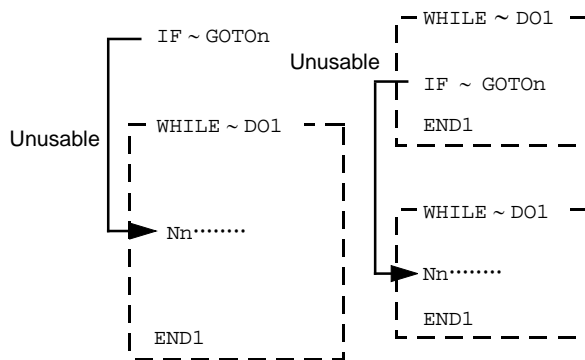 IF ~ GOTOn
Unusable
WHILE ~ DO1
Nn········
END1
WHILE ~ DO1
Unusable
IF ~ GOTOn
END1
WHILE ~ DO1
Nn········
END1